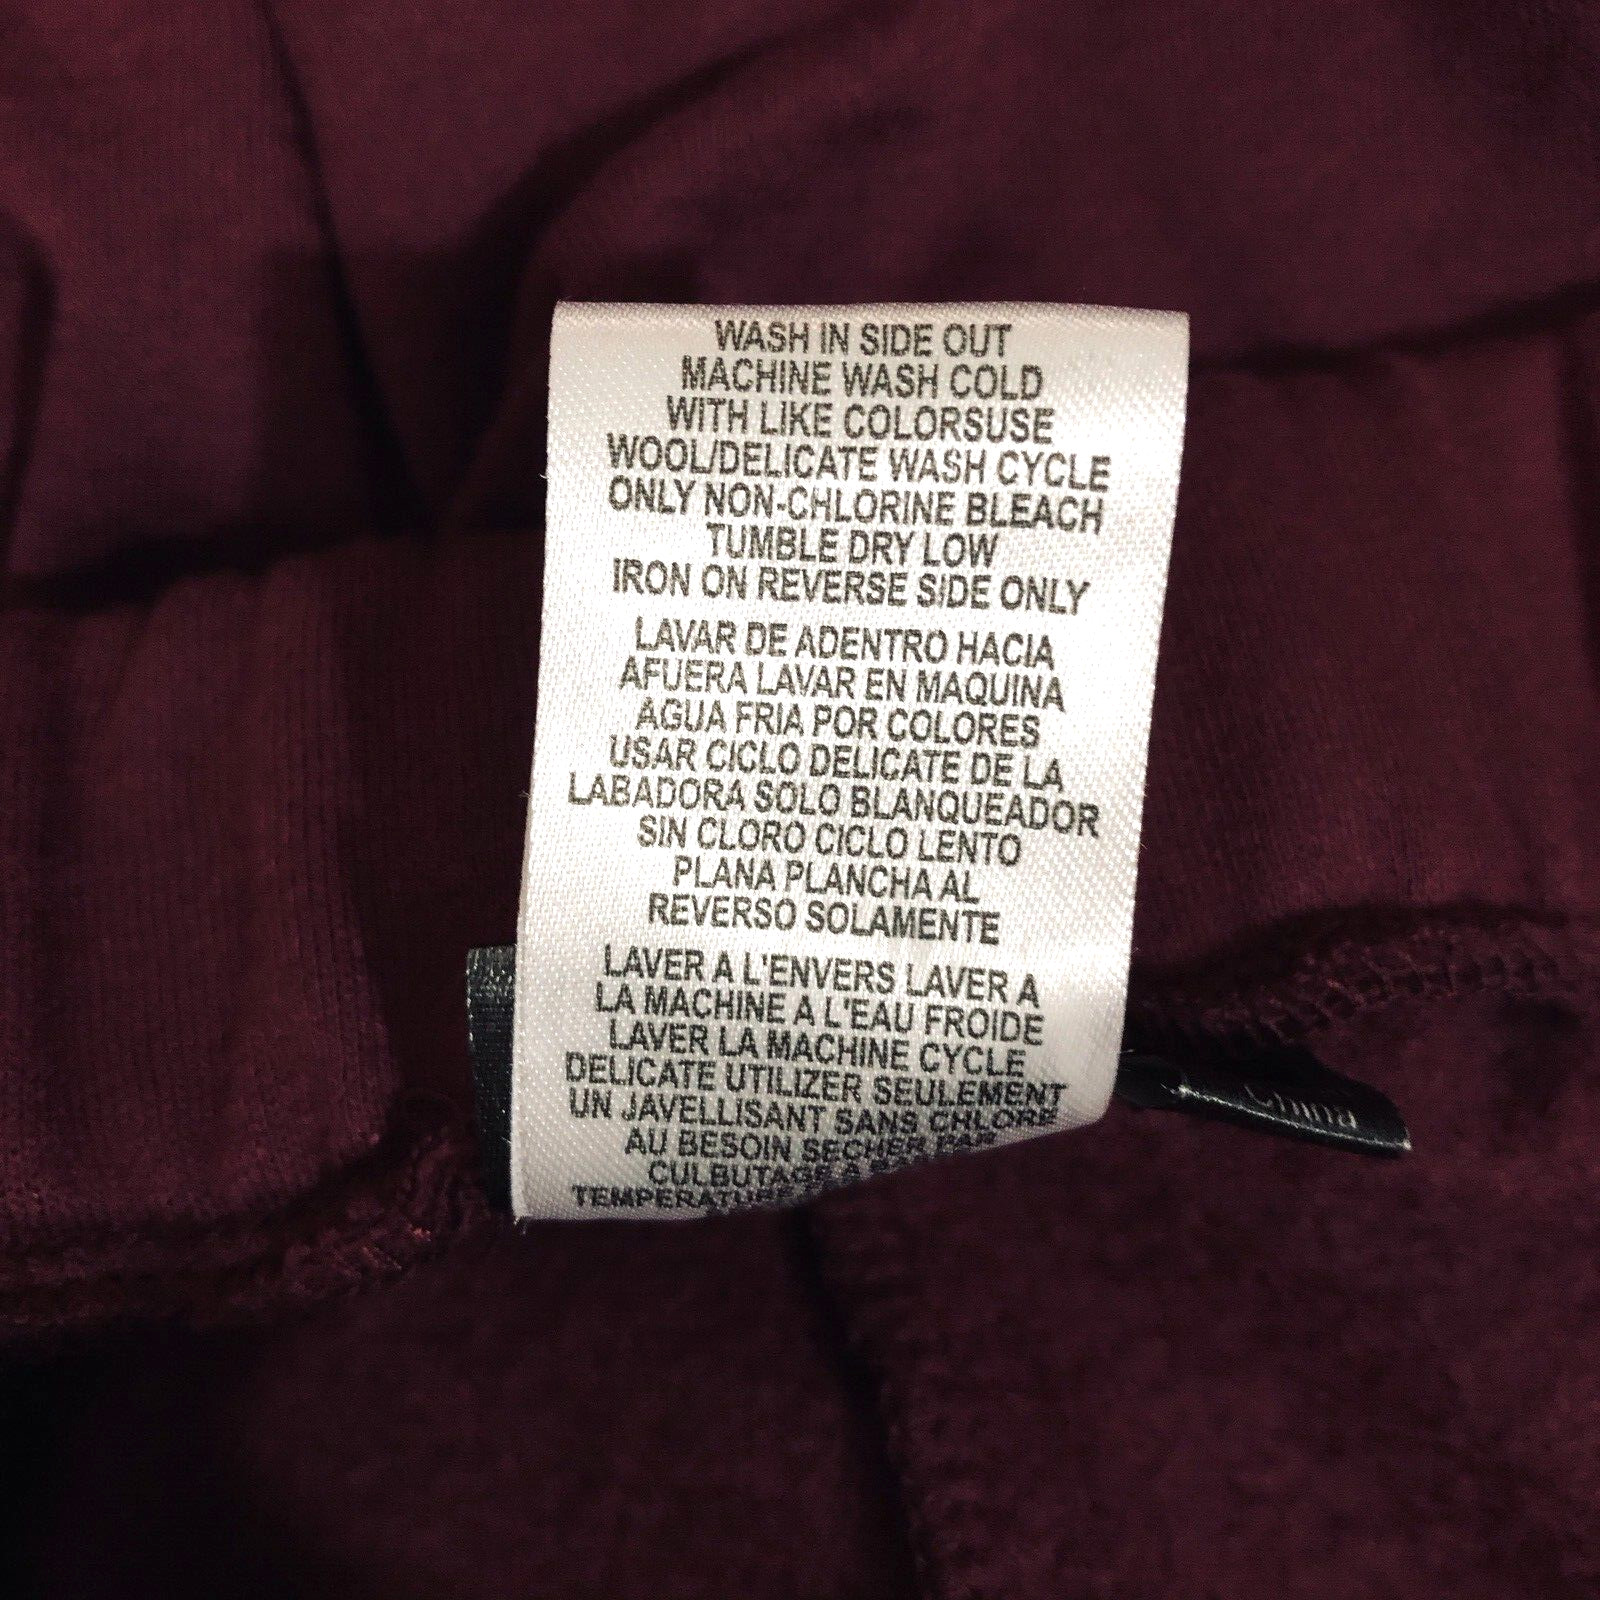 WASH IN SIDE OUT
MACHINE WASH COLD
WITH LIKE COLORSUSE
WOOL/DELICATE WASH CYCLE
ONLY NON-CHLORINE BLEACH
TUMBLE DRY LOW
IRON ON REVERSE SIDE ONLY
LAVAR DE ADENTRO HACIA
AFUERA LAVAR EN MAQUINA
AGUA FRIA POR COLORES
USAR CICLO DELICATE DE LA
LABADORA SOLO BLANQUEADOR
SIN CLORO CICLO LENTO
PLANA PLANCHA AL
REVERSO SOLAMENTE
LAVER A L'ENVERS LAVER A
LA MACHINE A L'EAU FROIDE
LAVER LA MACHINE CYCLE
DELICATE UTILIZER SEULEMENT
UN JAVELLISANT SANS CHLORE
AU BESOIN SECHER PAR
CULBUTAGE A
TEMPERATURE
China